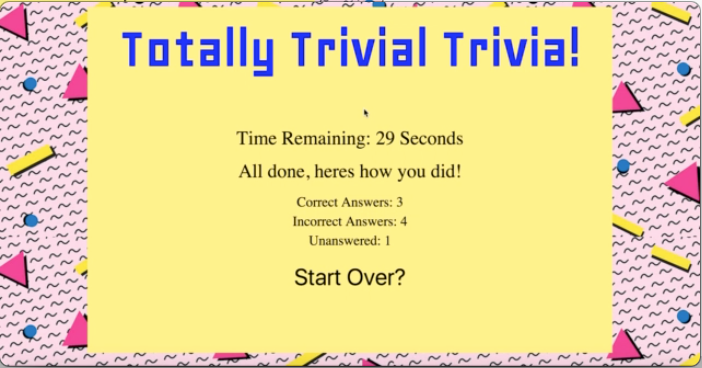 Totally Trivial Trivia!
Time Remaining: 29 Seconds
All done, heres how you did!
Correct Answers: 3
Incorrect Answers: 4
Unanswered: 1
Start Over?